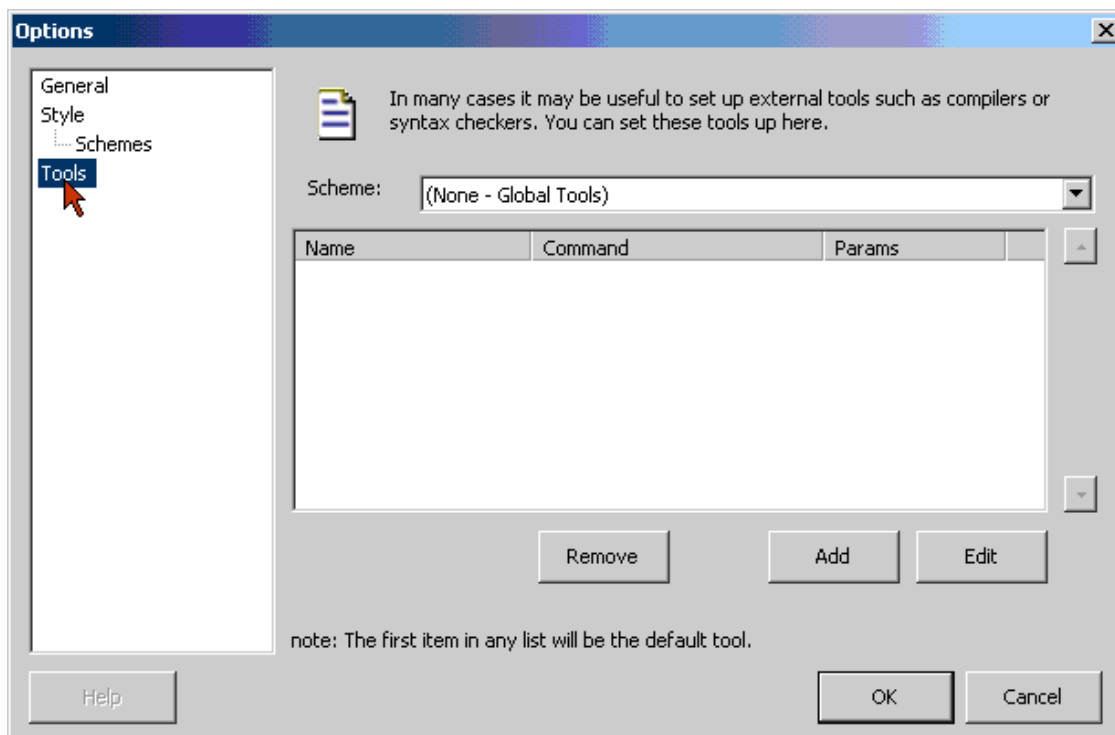 Options
General
Style
Schemes
Tools
In many cases it may be useful to set up external tools such as compilers or
syntax checkers. You can set these tools up here.
Scheme:
(None - Global Tools)
Name Command Params
Remove Add Edit
note: The first item in any list will be the default tool.
Help OK Cancel